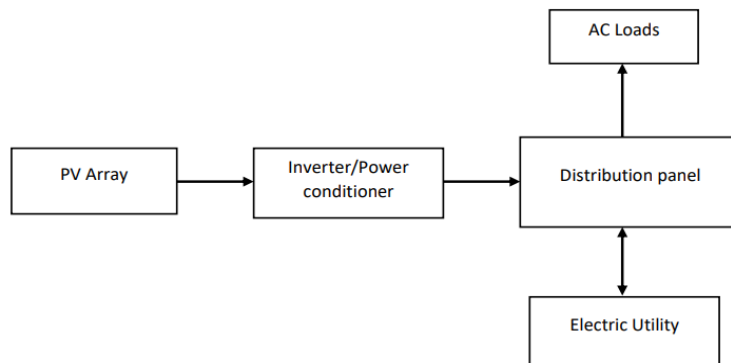 AC Loads
PV Array
Inverter/Power
conditioner
Distribution panel
Electric Utility